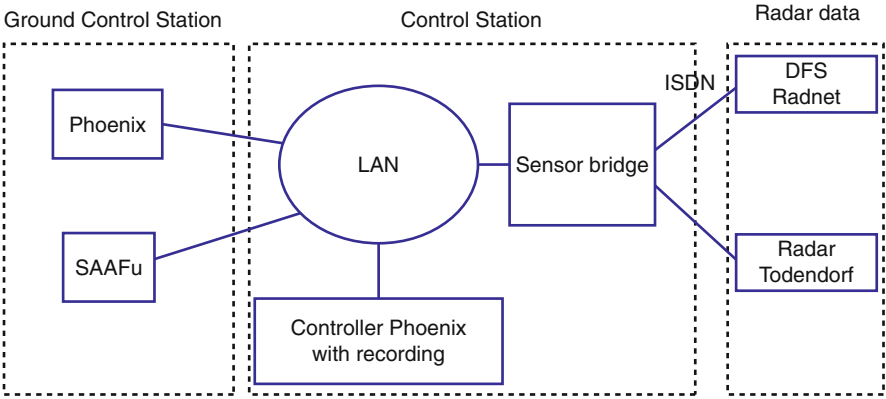 Ground Control Station
Control Station
Radar data
Phoenix
SAAFu
LAN
Controller Phoenix
with recording
Sensor bridge
ISDN
DFS
Radnet
Radar
Todendorf